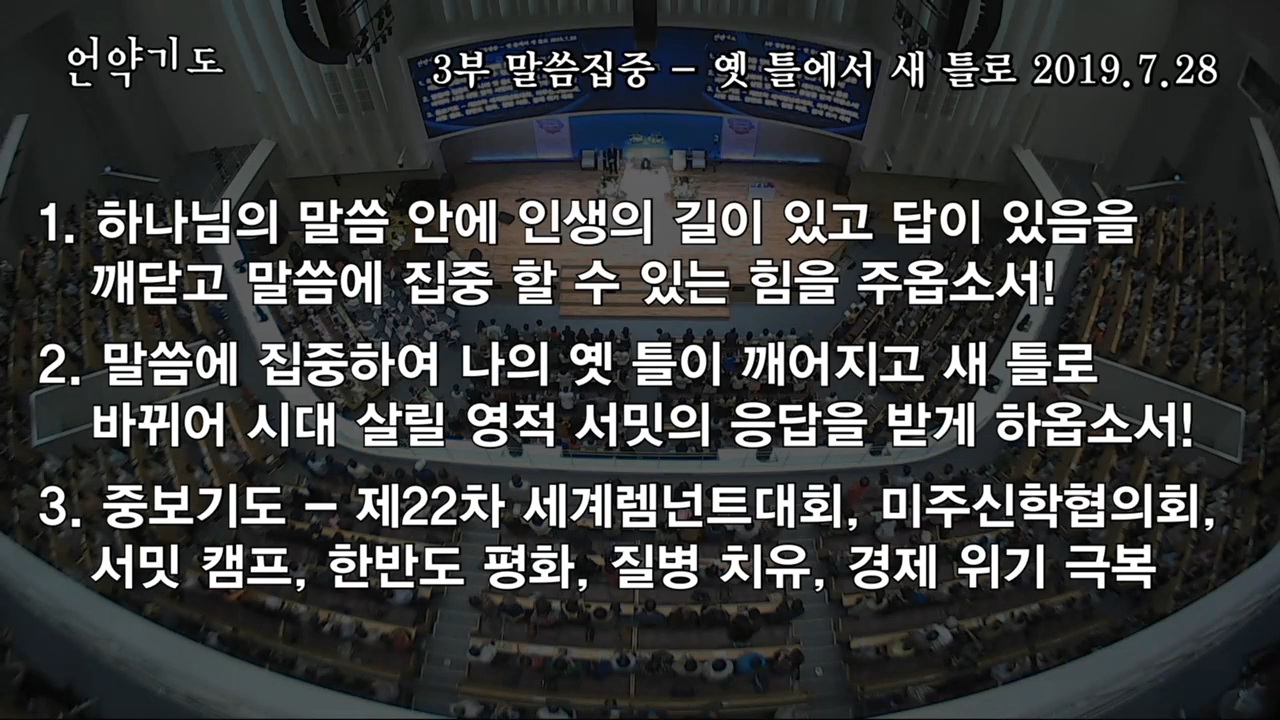 언약기도
3부 말씀집중 – 옛 틀에서 새 틀로 2019.7.28
1. 하나님의 말씀 안에 인생의 길이 있고 답이 있음을
깨닫고 말씀에 집중 할 수 있는 힘을 주옵소서!
2. 말씀에 집중하여 나의 옛 틀이 깨어지고 새 틀로
바뀌어 시대 살릴 영적 서밋의 응답을 받게 하옵소서!
3. 중보기도 – 제22차 세계렘넌트대회, 미주신학협의회,
서밋 캠프, 한반도 평화, 질병 치유, 경제 위기 극복